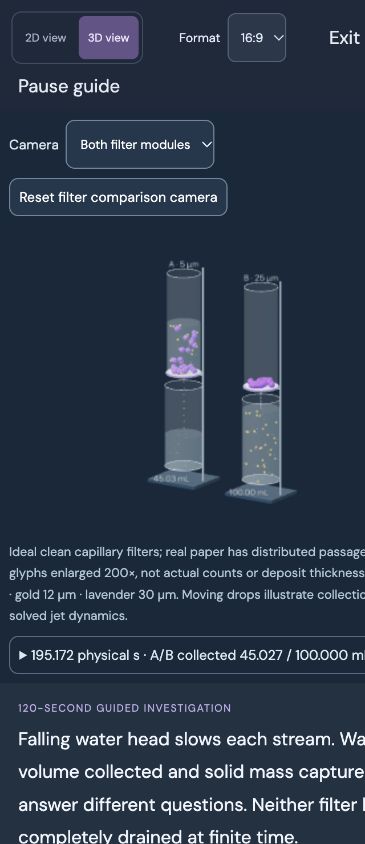 2D view 3D view Format 16:9 Exit
Pause guide
Camera Both filter modules
Reset filter comparison camera
A · 5 µm
B · 25 µm
45.03 mL
100.00 mL
Ideal clean capillary filters; real paper has distributed passage
glyphs enlarged 200×, not actual counts or deposit thickness
· gold 12 µm · lavender 30 µm. Moving drops illustrate collectio
solved jet dynamics.
▶ 195.172 physical s · A/B collected 45.027 / 100.000 ml
120-SECOND GUIDED INVESTIGATION
Falling water head slows each stream. Wa
volume collected and solid mass capture
answer different questions. Neither filter
completely drained at finite time.